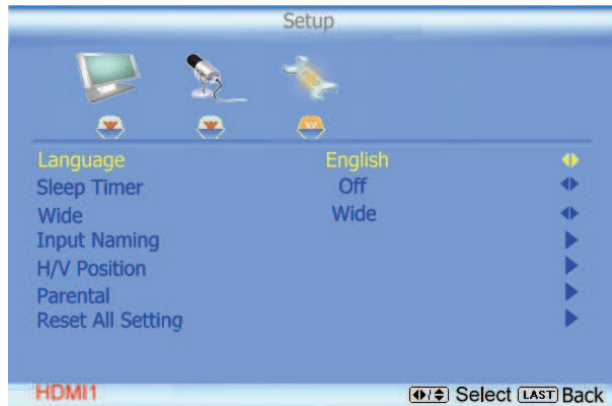 Setup
Language English
Sleep Timer Off
Wide Wide
Input Naming
H/V Position
Parental
Reset All Setting
HDMI1 Select LAST Back